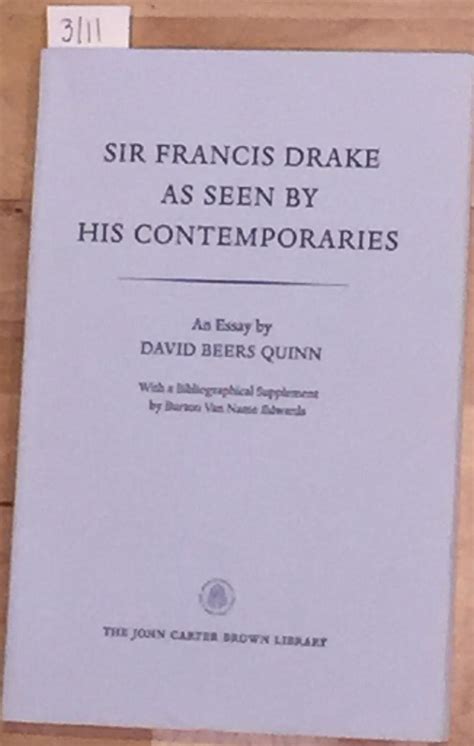 3/11
SIR FRANCIS DRAKE
AS SEEN BY
HIS CONTEMPORARIES
An Essay by
DAVID BEERS QUINN
With a Bibliographical Supplement
by Burton Van Name Edwards
THE JOHN CARTER BROWN LIBRARY